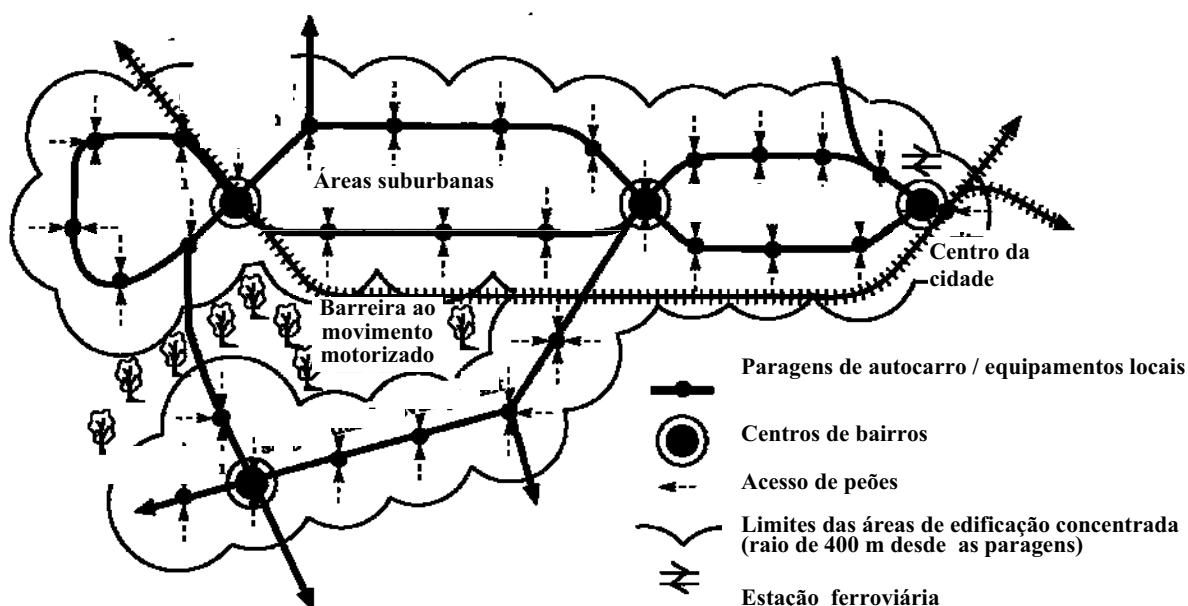 Áreas suburbanas
Centro da
cidade
Barreira ao
movimento
motorizado
Paragens de autocarro / equipamentos locais
Centros de bairros
Acesso de peões
Limites das áreas de edificação concentrada
(raio de 400 m desde as paragens)
Estação ferroviária